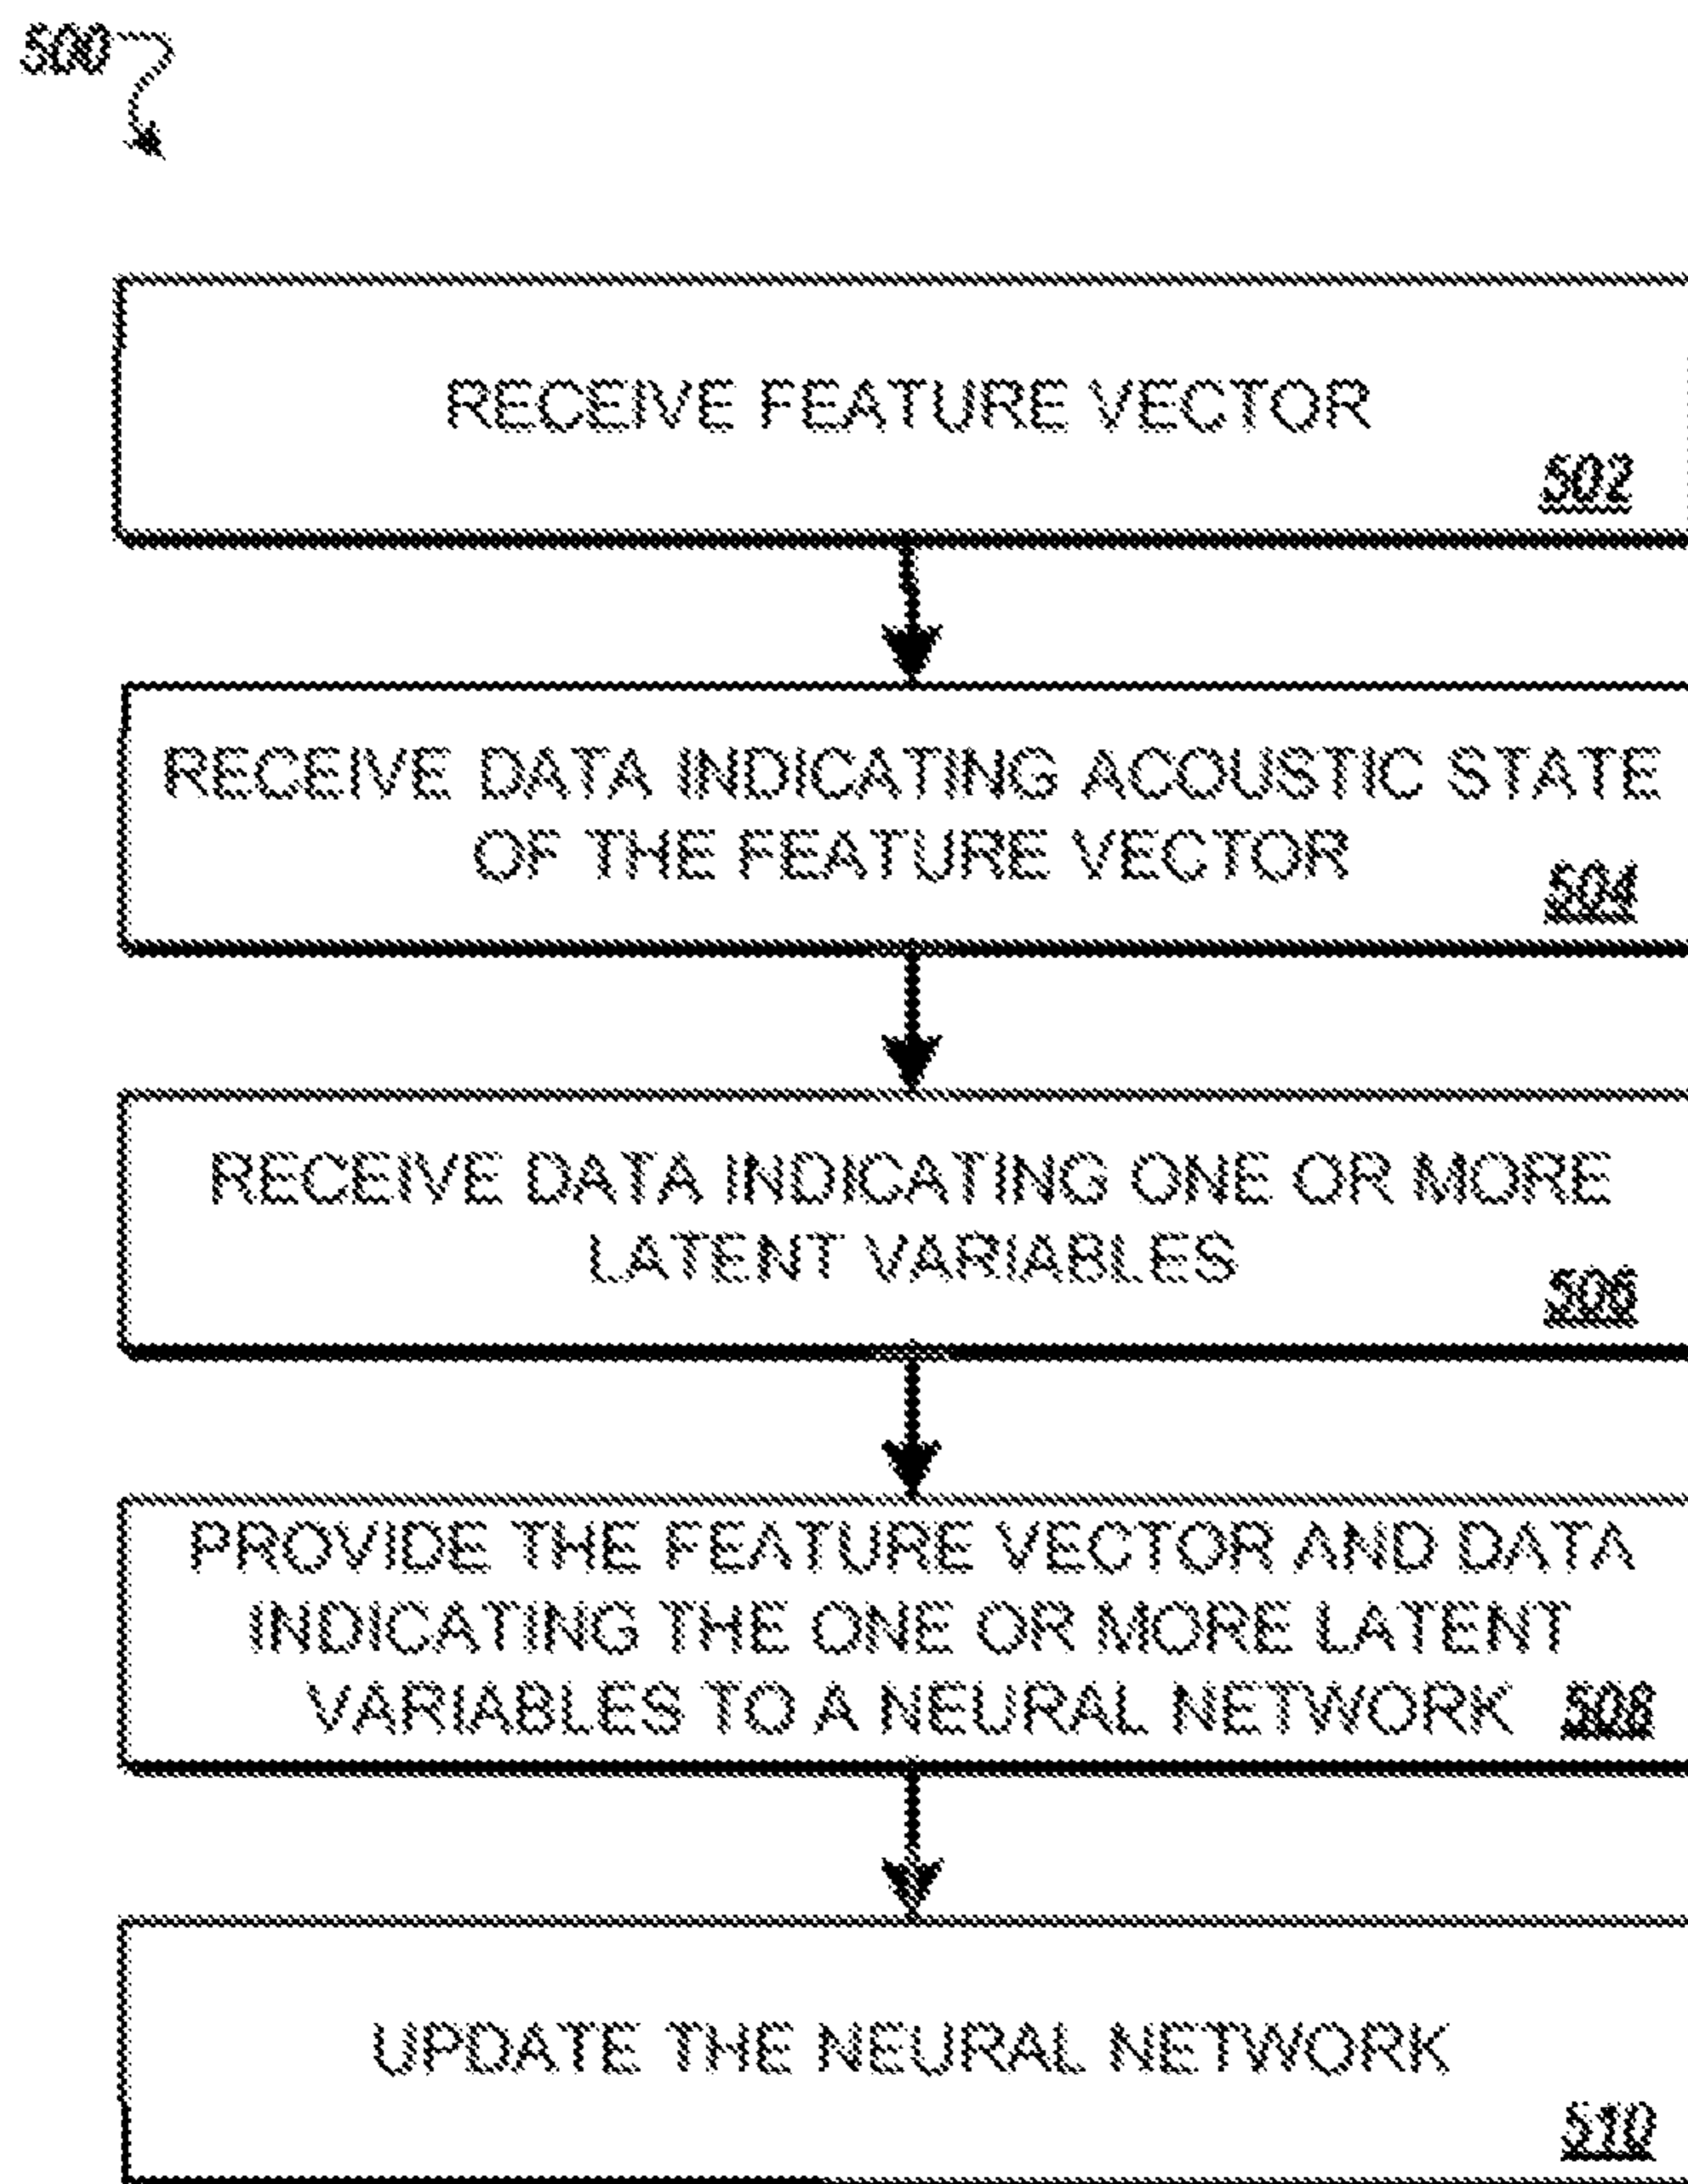 500
RECEIVE FEATURE VECTOR
502
RECEIVE DATA INDICATING ACOUSTIC STATE
OF THE FEATURE VECTOR
504
RECEIVE DATA INDICATING ONE OR MORE
LATENT VARIABLES
506
PROVIDE THE FEATURE VECTOR AND DATA
INDICATING THE ONE OR MORE LATENT
VARIABLES TO A NEURAL NETWORK 508
UPDATE THE NEURAL NETWORK
510